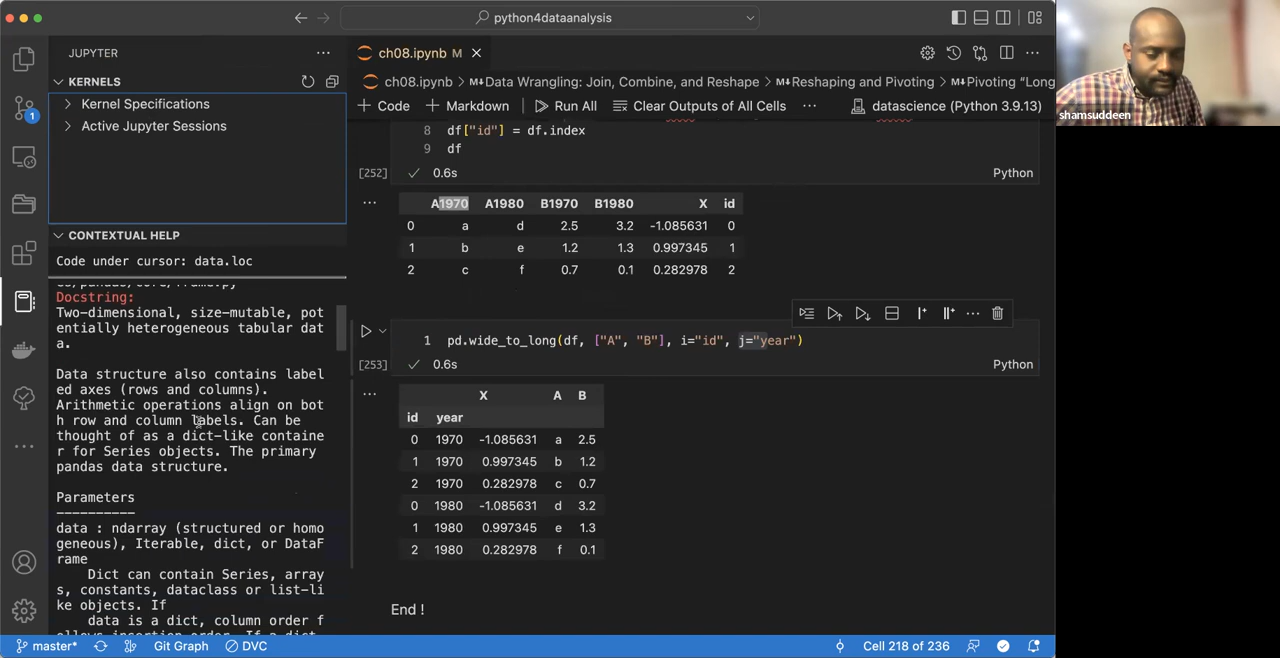 python4dataanalysis
JUPYTER
KERNELS
Kernel Specifications
Active Jupyter Sessions
1
CONTEXTUAL HELP
Code under cursor: data.loc
Docstring:
Two-dimensional, size-mutable, pot
entially heterogeneous tabular dat
a.
Data structure also contains label
ed axes (rows and columns).
Arithmetic operations align on bot
h row and column labels. Can be
thought of as a dict-like containe
r for Series objects. The primary
pandas data structure.
Parameters
----------
data : ndarray (structured or homo
geneous), Iterable, dict, or DataF
rame
Dict can contain Series, array
s, constants, dataclass or list-li
ke objects. If
data is a dict, column order f
ch08.ipynb M
ch08.ipynb > M↓Data Wrangling: Join, Combine, and Reshape > M↓Reshaping and Pivoting > M↓Pivoting “Long
+ Code + Markdown Run All Clear Outputs of All Cells ... datascience (Python 3.9.13)
8 df["id"] = df.index
9 df
[252] 0.6s Python
A1970 A1980 B1970 B1980 X id
0 a d 2.5 3.2 -1.085631 0
1 b e 1.2 1.3 0.997345 1
2 c f 0.7 0.1 0.282978 2
1 pd.wide_to_long(df, ["A", "B"], i="id", j="year")
[253] 0.6s Python
X A B
id year
0 1970 -1.085631 a 2.5
1 1970 0.997345 b 1.2
2 1970 0.282978 c 0.7
0 1980 -1.085631 d 3.2
1 1980 0.997345 e 1.3
2 1980 0.282978 f 0.1
End !
master* Git Graph DVC Cell 218 of 236
shamsuddeen